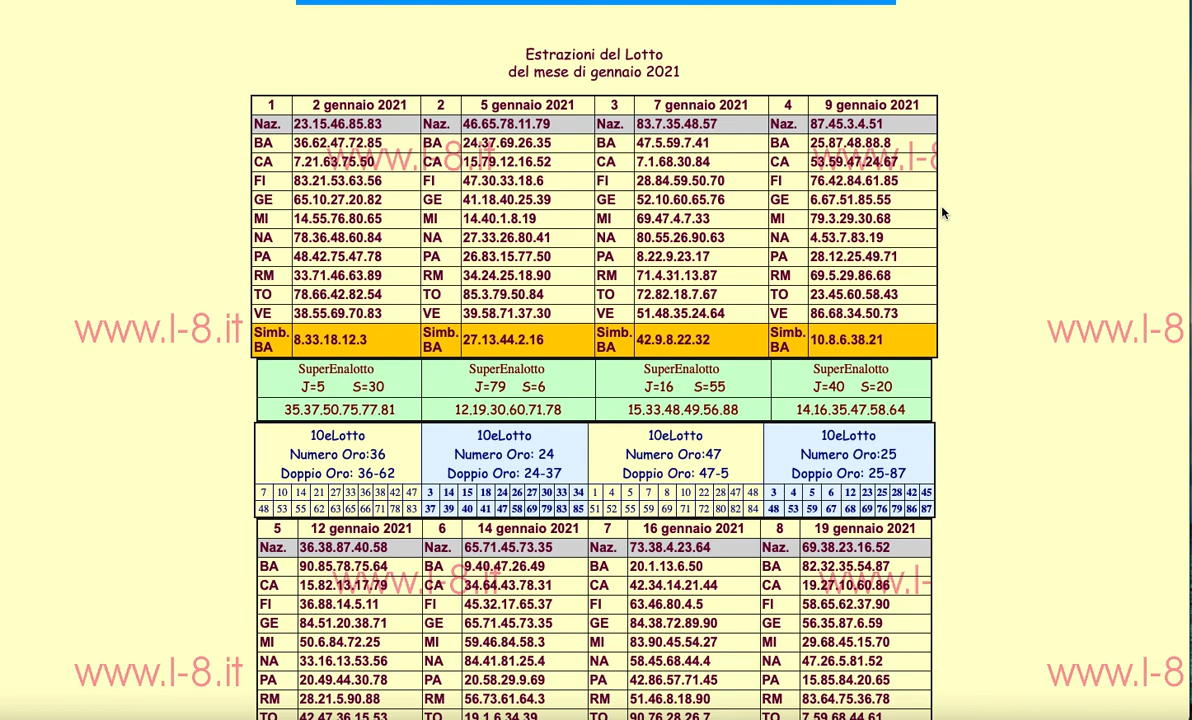 Estrazioni del Lotto
del mese di gennaio 2021
1 2 gennaio 2021 2 5 gennaio 2021 3 7 gennaio 2021 4 9 gennaio 2021
Naz. 23.15.46.85.83 Naz. 46.65.78.11.79 Naz. 83.7.35.48.57 Naz. 87.45.3.4.51
BA 36.62.47.72.85 BA 24.37.69.26.35 BA 47.5.59.7.41 BA 25.87.48.88.8
CA 7.21.63.75.50 CA 15.79.12.16.52 CA 7.1.68.30.84 CA 53.59.47.24.67
FI 83.21.53.63.56 FI 47.30.33.18.6 FI 28.84.59.50.70 FI 76.42.84.61.85
GE 65.10.27.20.82 GE 41.18.40.25.39 GE 52.10.60.65.76 GE 6.67.51.85.55
MI 14.55.76.80.65 MI 14.40.1.8.19 MI 69.47.4.7.33 MI 79.3.29.30.68
NA 78.36.48.60.84 NA 27.33.26.80.41 NA 80.55.26.90.63 NA 4.53.7.83.19
PA 48.42.75.47.78 PA 26.83.15.77.50 PA 8.22.9.23.17 PA 28.12.25.49.71
RM 33.71.46.63.89 RM 34.24.25.18.90 RM 71.4.31.13.87 RM 69.5.29.86.68
TO 78.66.42.82.54 TO 85.3.79.50.84 TO 72.82.18.7.67 TO 23.45.60.58.43
VE 38.55.69.70.83 VE 39.58.71.37.30 VE 51.48.35.24.64 VE 86.68.34.50.73
Simb. BA 8.33.18.12.3 Simb. BA 27.13.44.2.16 Simb. BA 42.9.8.22.32 Simb. BA 10.8.6.38.21
SuperEnalotto SuperEnalotto SuperEnalotto SuperEnalotto
J=5 S=30 J=79 S=6 J=16 S=55 J=40 S=20
35.37.50.75.77.81 12.19.30.60.71.78 15.33.48.49.56.88 14.16.35.47.58.64
10eLotto 10eLotto 10eLotto 10eLotto
Numero Oro:36 Numero Oro: 24 Numero Oro:47 Numero Oro:25
Doppio Oro: 36-62 Doppio Oro: 24-37 Doppio Oro: 47-5 Doppio Oro: 25-87
7 10 14 21 27 33 36 38 42 47 3 14 15 18 24 26 27 30 33 34 1 4 5 7 8 10 22 28 47 48 3 4 5 6 12 23 25 28 42 45
48 53 55 62 63 65 66 71 78 83 37 39 40 41 47 65 69 79 83 85 51 52 55 59 69 71 72 80 82 84 48 53 59 67 68 69 76 79 86 87
5 12 gennaio 2021 6 14 gennaio 2021 7 16 gennaio 2021 8 19 gennaio 2021
Naz. 36.38.87.40.58 Naz. 65.71.45.73.35 Naz. 73.38.4.23.64 Naz. 69.38.23.16.52
BA 90.85.78.75.64 BA 9.40.47.26.49 BA 20.1.13.6.50 BA 82.32.35.54.87
CA 15.82.13.17.79 CA 34.64.43.78.31 CA 42.34.14.21.44 CA 19.27.10.60.86
FI 36.88.14.5.11 FI 45.32.17.65.37 FI 63.46.80.4.5 FI 58.65.62.37.90
GE 84.51.20.38.71 GE 65.71.45.73.35 GE 84.38.72.89.90 GE 56.35.87.6.59
MI 50.6.84.72.25 MI 59.46.84.58.3 MI 83.90.45.54.27 MI 29.68.45.15.70
NA 33.16.13.53.56 NA 84.41.81.25.4 NA 58.45.68.44.4 NA 47.26.5.81.52
PA 20.49.44.30.78 PA 20.58.29.9.69 PA 42.86.57.71.45 PA 15.85.84.20.65
RM 28.21.5.90.88 RM 56.73.61.64.3 RM 51.46.8.18.90 RM 83.64.75.36.78
TO 42.47.36.15.53 TO 19.1.6.34.39 TO 90.76.28.26.7 TO 7.59.68.44.61
www.l-8.it
www.l-8.it
www.l-8
www.l-8.it
www.l-8
www.l-8.it
www.l-
www.l-8.it
www.l-8